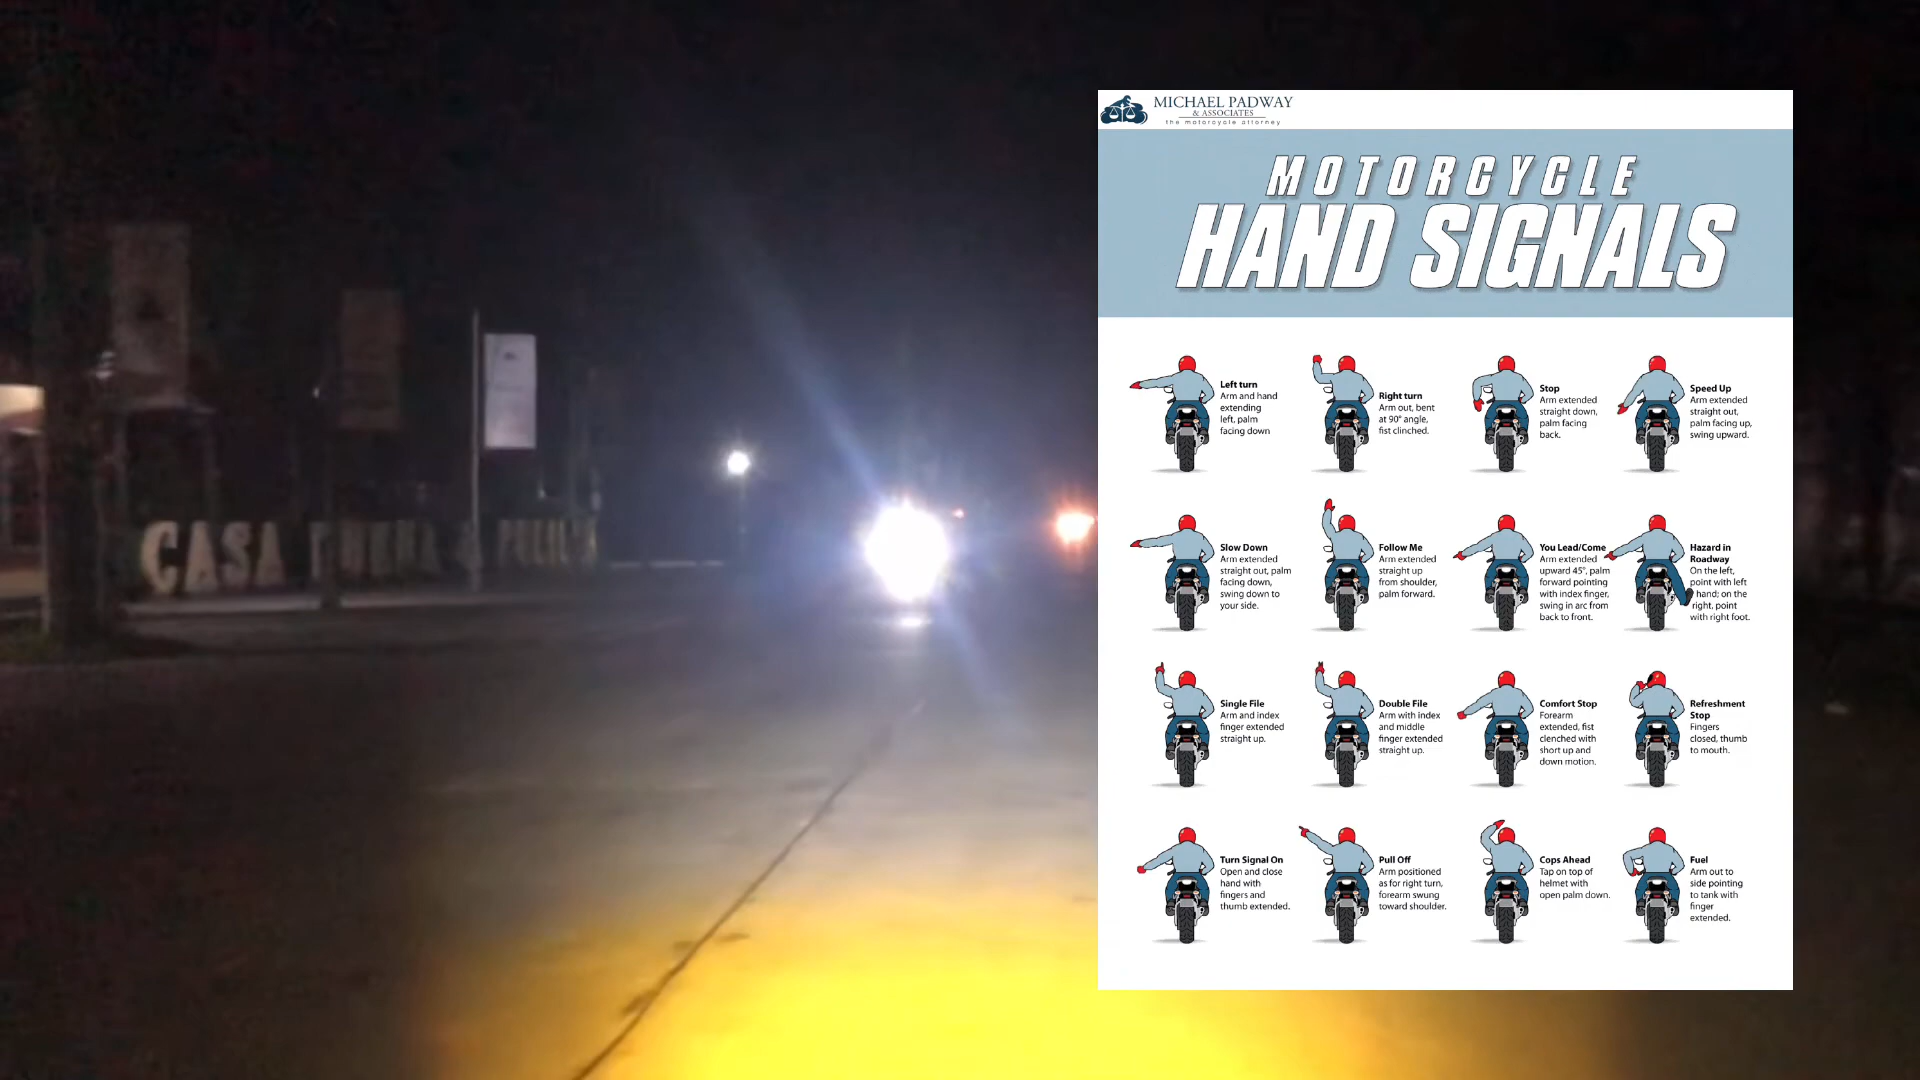 CASA
MICHAEL PADWAY
& ASSOCIATES
the motorcycle attorney
MOTORCYCLE
HAND SIGNALS
Left turn
Arm and hand
extending
left, palm
facing down
Right turn
Arm out, bent
at 90° angle,
fist clinched.
Stop
Arm extended
straight down,
palm facing
back.
Speed Up
Arm extended
straight out,
palm facing up,
swing upward.
Slow Down
Arm extended
straight out, palm
facing down,
swing down to
your side.
Follow Me
Arm extended
straight up
from shoulder,
palm forward.
You Lead/Come
Arm extended
upward 45°, palm
forward pointing
with index finger,
swing in arc from
back to front.
Hazard in
Roadway
On the left,
point with left
hand; on the
right, point
with right foot.
Single File
Arm and index
finger extended
straight up.
Double File
Arm with index
and middle
finger extended
straight up.
Comfort Stop
Forearm
extended, fist
clenched with
short up and
down motion.
Refreshment
Stop
Fingers
closed, thumb
to mouth.
Turn Signal On
Open and close
hand with
fingers and
thumb extended.
Pull Off
Arm positioned
as for right turn,
forearm swung
toward shoulder.
Cops Ahead
Tap on top of
helmet with
open palm down.
Fuel
Arm out to
side pointing
to tank with
finger
extended.